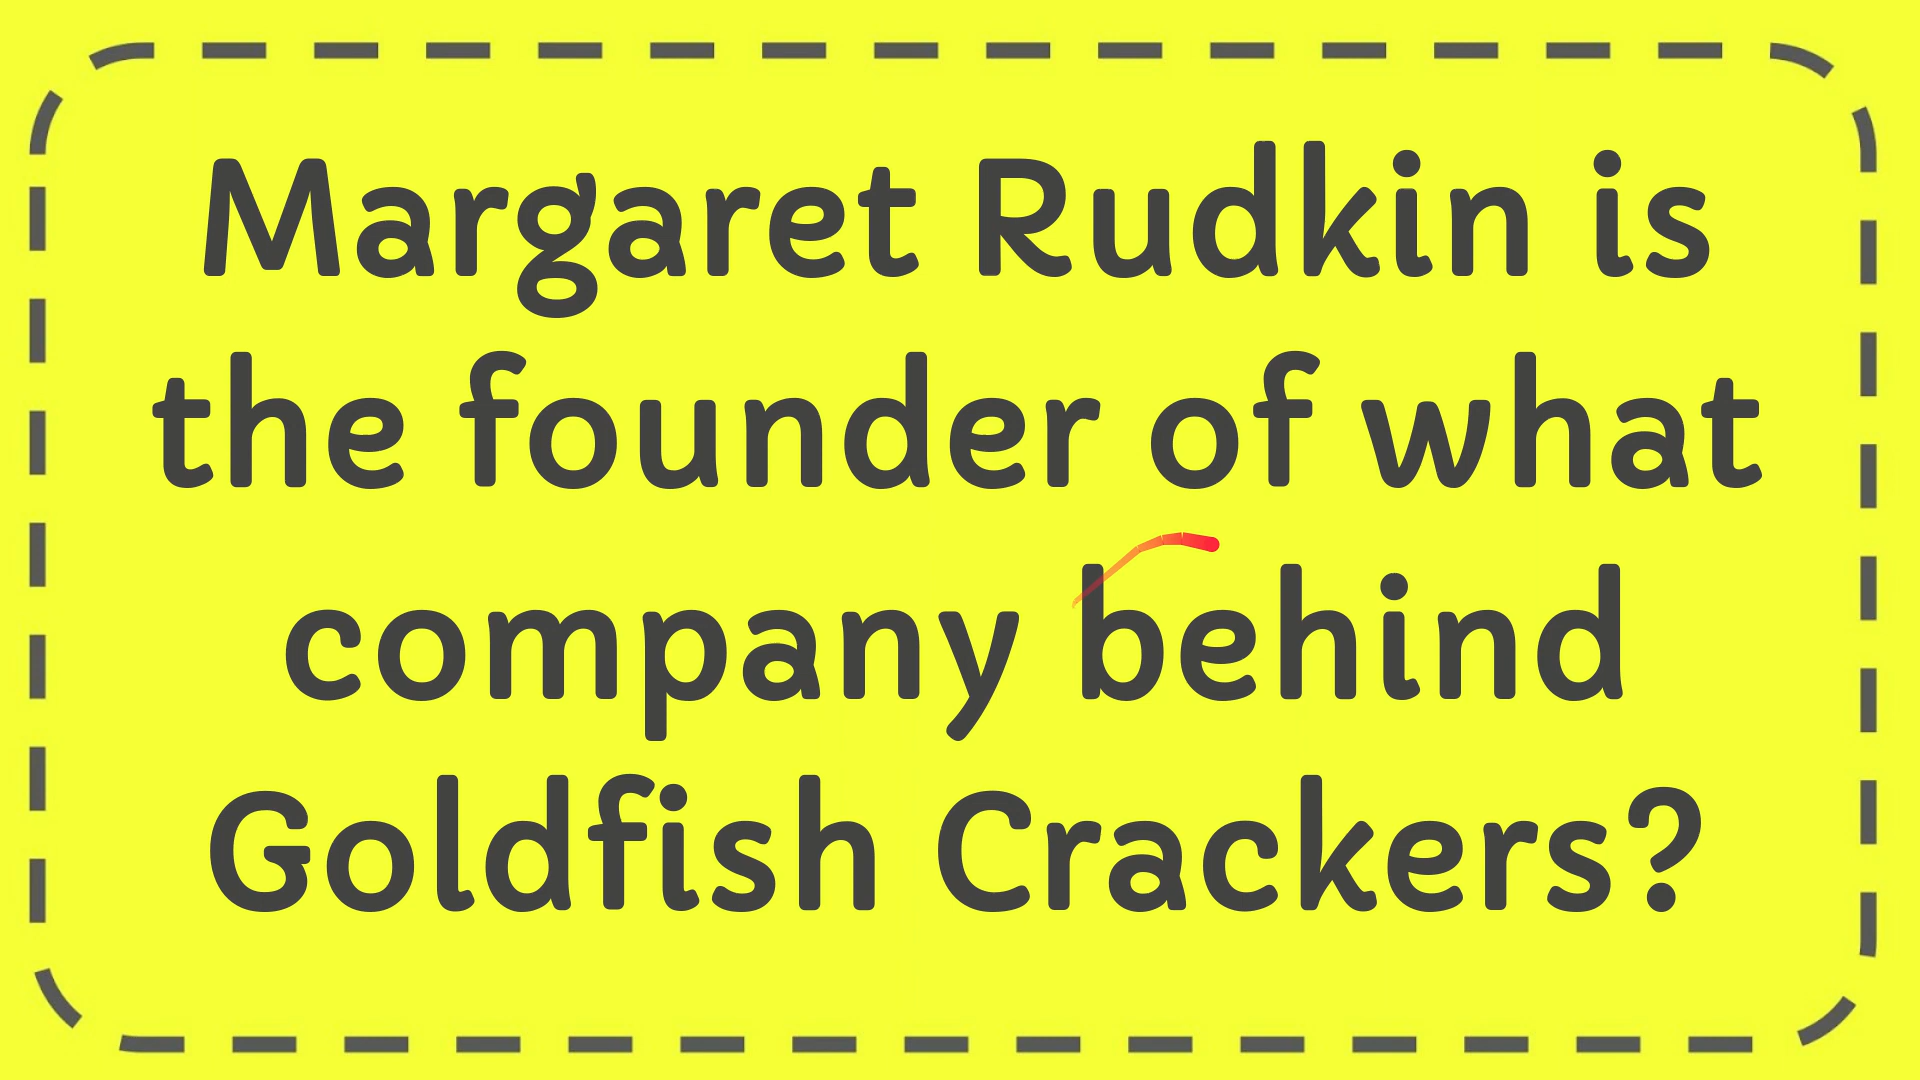 Margaret Rudkin is
the founder of what
company behind
Goldfish Crackers?